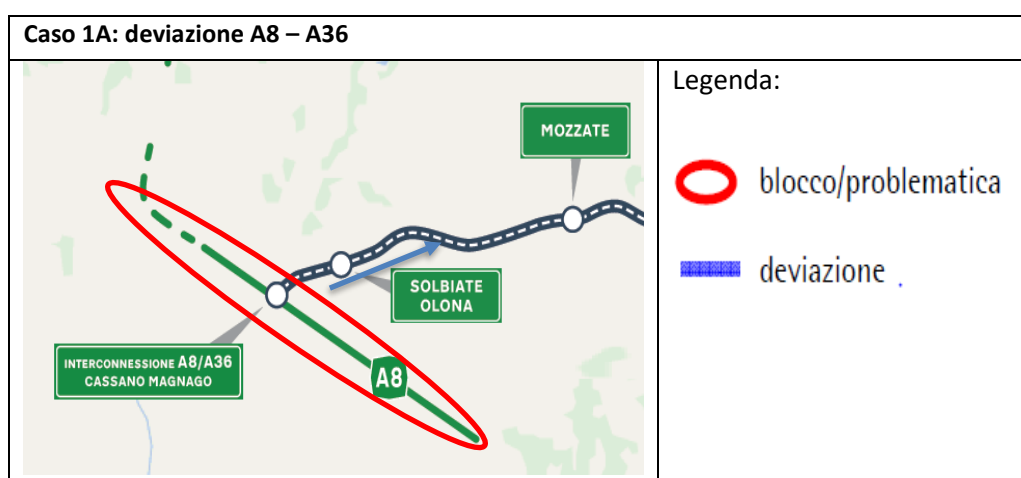 Caso 1A: deviazione A8 – A36
Legenda:
MOZZATE
blocco/problematica
deviazione .
SOLBIATE
OLONA
INTERCONNESSIONE A8/A36
CASSANO MAGNAGO
A8